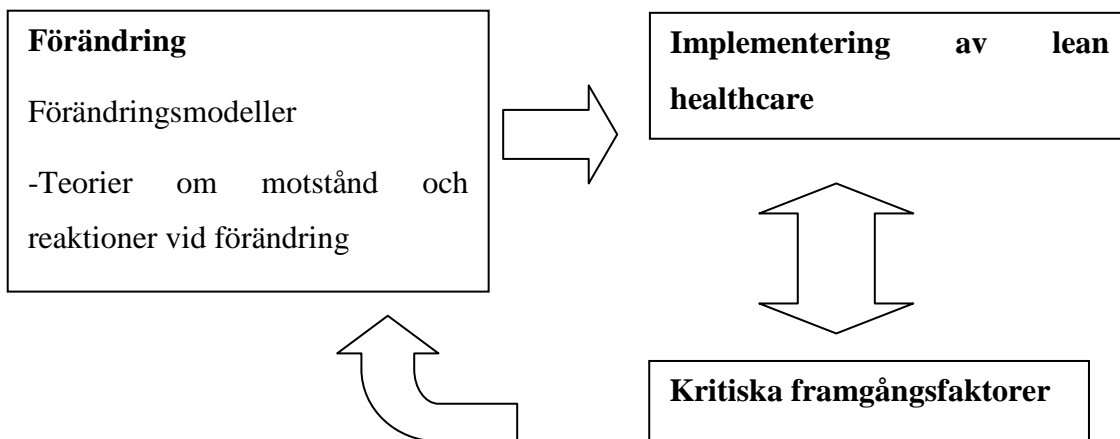 Förändring
Förändringsmodeller
-Teorier om motstånd och
reaktioner vid förändring
Implementering av lean
healthcare
Kritiska framgångsfaktorer